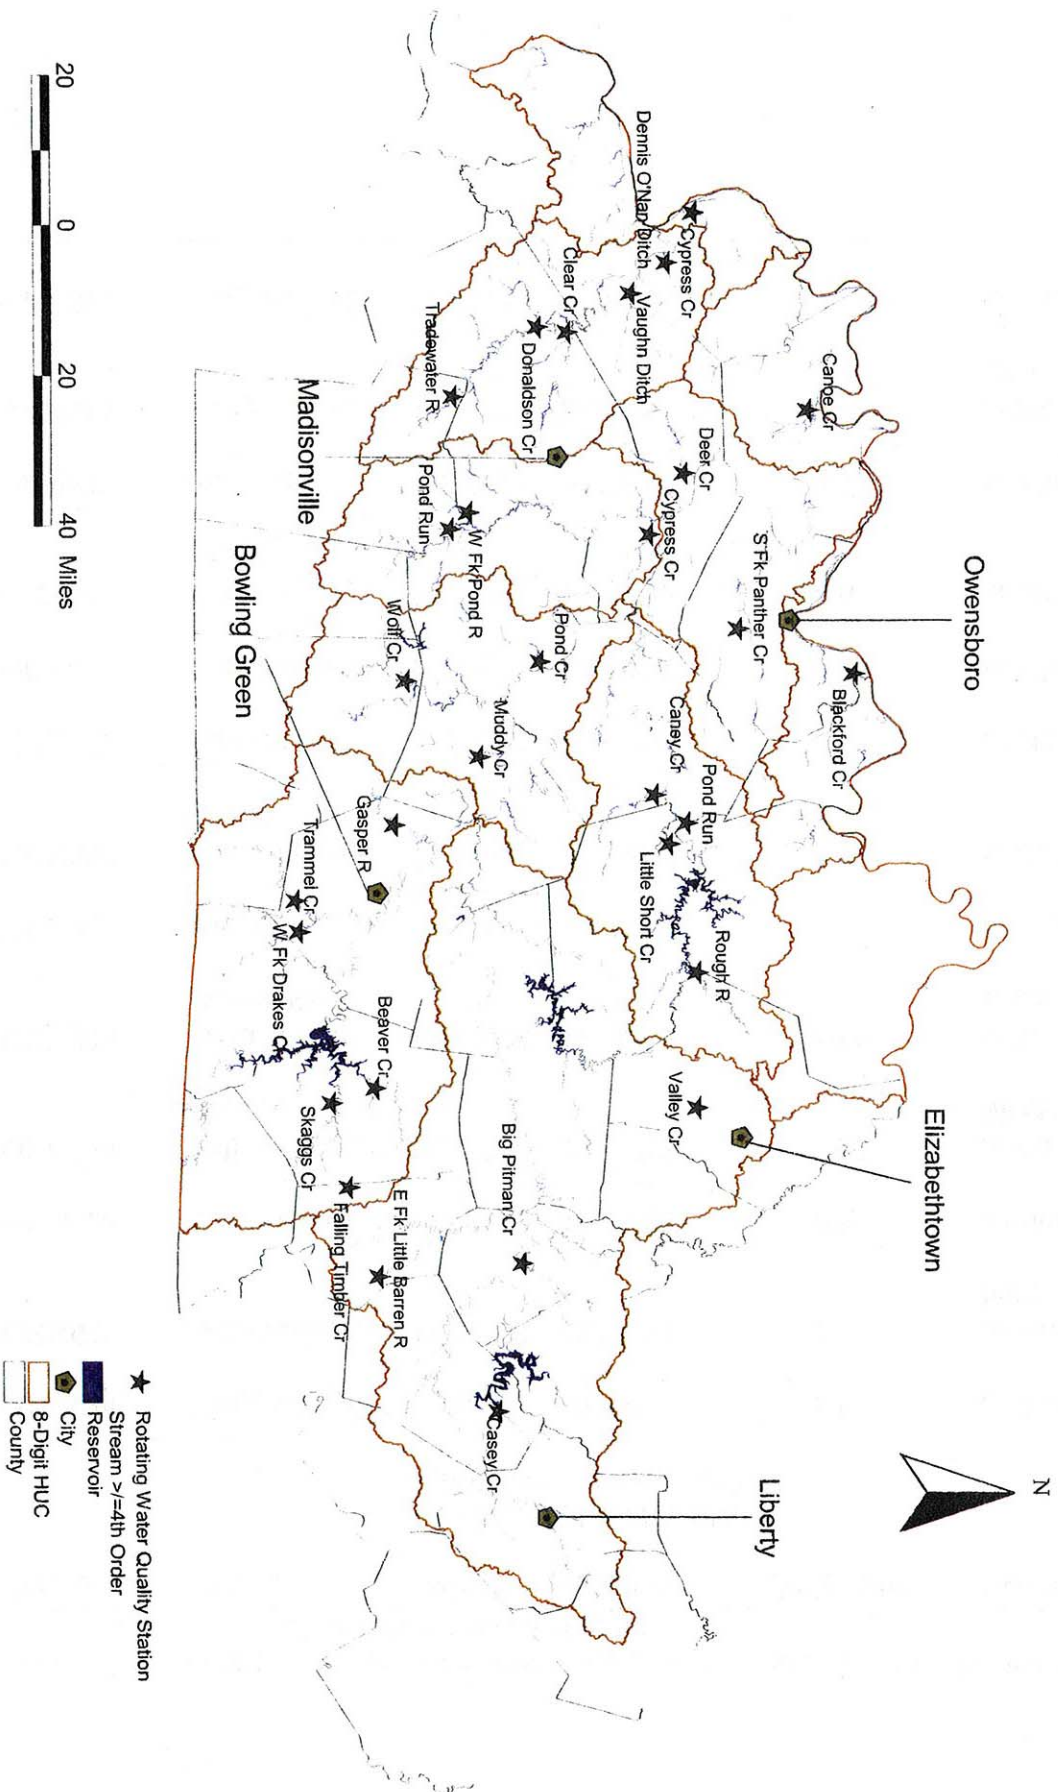 N
Owensboro
Elizabethtown
Liberty
Canoe Cr
Blackford Cr
Cypress Cr
Dennis O'Nan Ditch
Vaughn Ditch
Deer Cr
S Fk Panther Cr
Cypress Cr
Caney Cr
Pond Run
Little Short Cr
Rough R
Valley Cr
Clear Cr
Donaldson Cr
Tradewater R
Pond Run
W Fk Pond R
Pond Cr
Wolf Cr
Muddy Cr
Big Pitman Cr
Casey Cr
Gasper R
Trammel Cr
W Fk Drakes Cr
Beaver Cr
Skaggs Cr
E Fk Little Barren R
Falling Timber Cr
Madisonville
Bowling Green
20 0 20 40 Miles
Rotating Water Quality Station
Stream >/=4th Order
Reservoir
City
8-Digit HUC
County